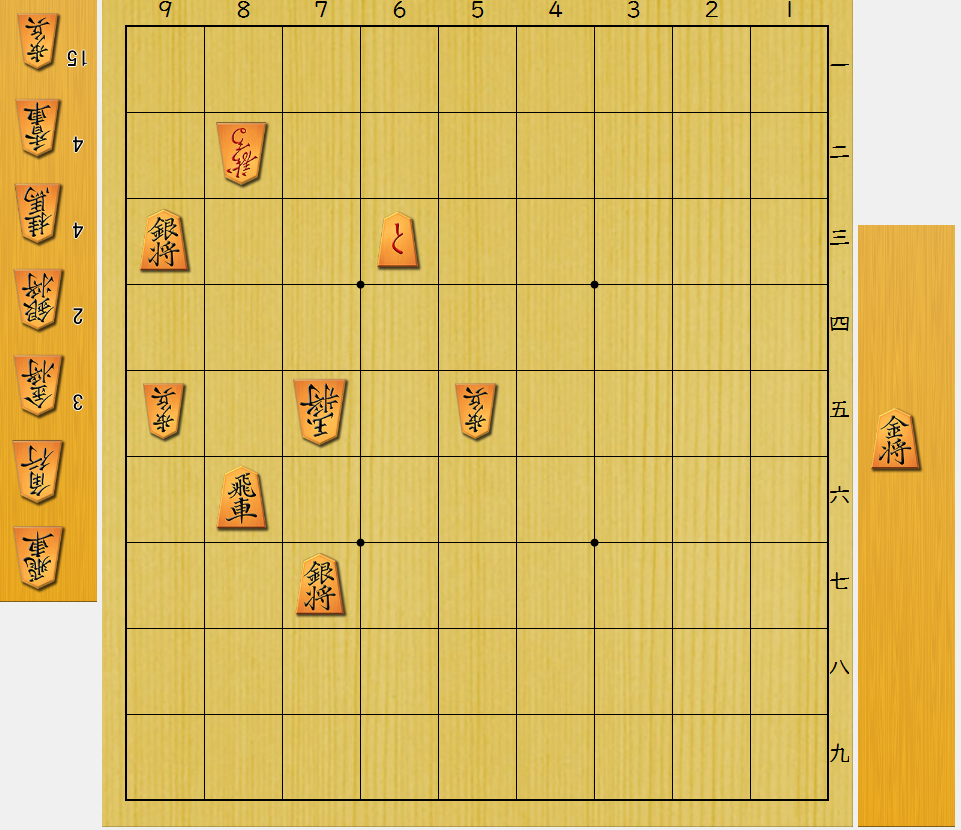 9 8 7 6 5 4 3 2 1
歩兵 15
香車 4
桂馬 4
銀将 2
金将 3
角行
飛車
一
龍馬 二
銀将 と 三
四
歩兵 玉将 歩兵 五
飛車 六
銀将 七
八
九
金将